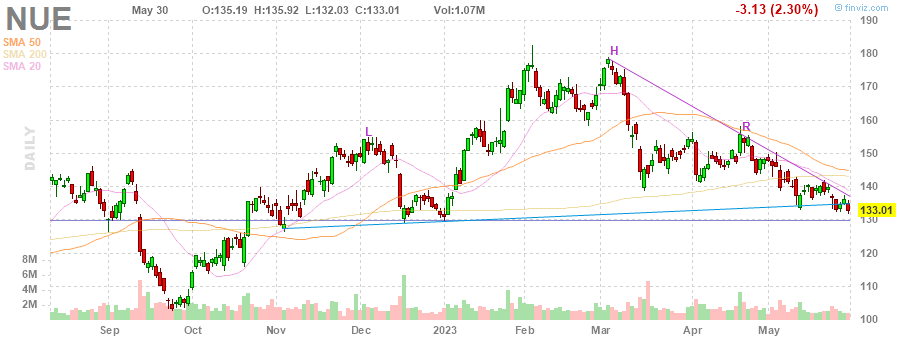 NUE May 30 O:135.19 H:135.92 L:132.03 C:133.01 Vol:1.07M -3.13 (2.30%) finviz.com
SMA 50
SMA 200
SMA 20
DAILY
190
180
170
160
150
140
133.01
130
120
110
100
8M
6M
4M
2M
L
H
R
Sep Oct Nov Dec 2023 Feb Mar Apr May